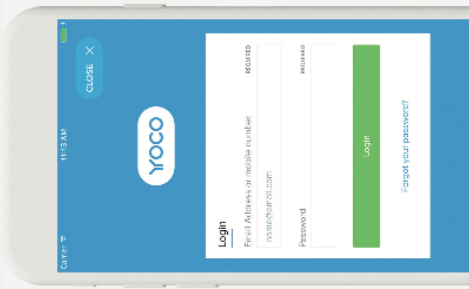 Carrier 11:13 AM
CLOSE X
YOCO
Login
Email Address or mobile number REQUIRED
name@email.com
Password REQUIRED
Login
Forgot your password?